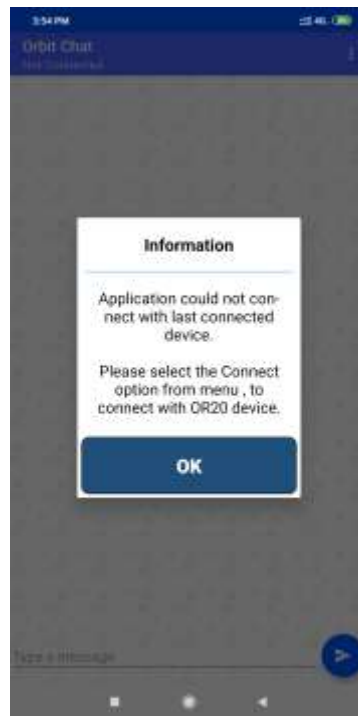 3:54 PM
4G
Orbit Chat
Not Connected
Information
Application could not con-
nect with last connected
device.
Please select the Connect
option from menu , to
connect with OR20 device.
OK
Type a message